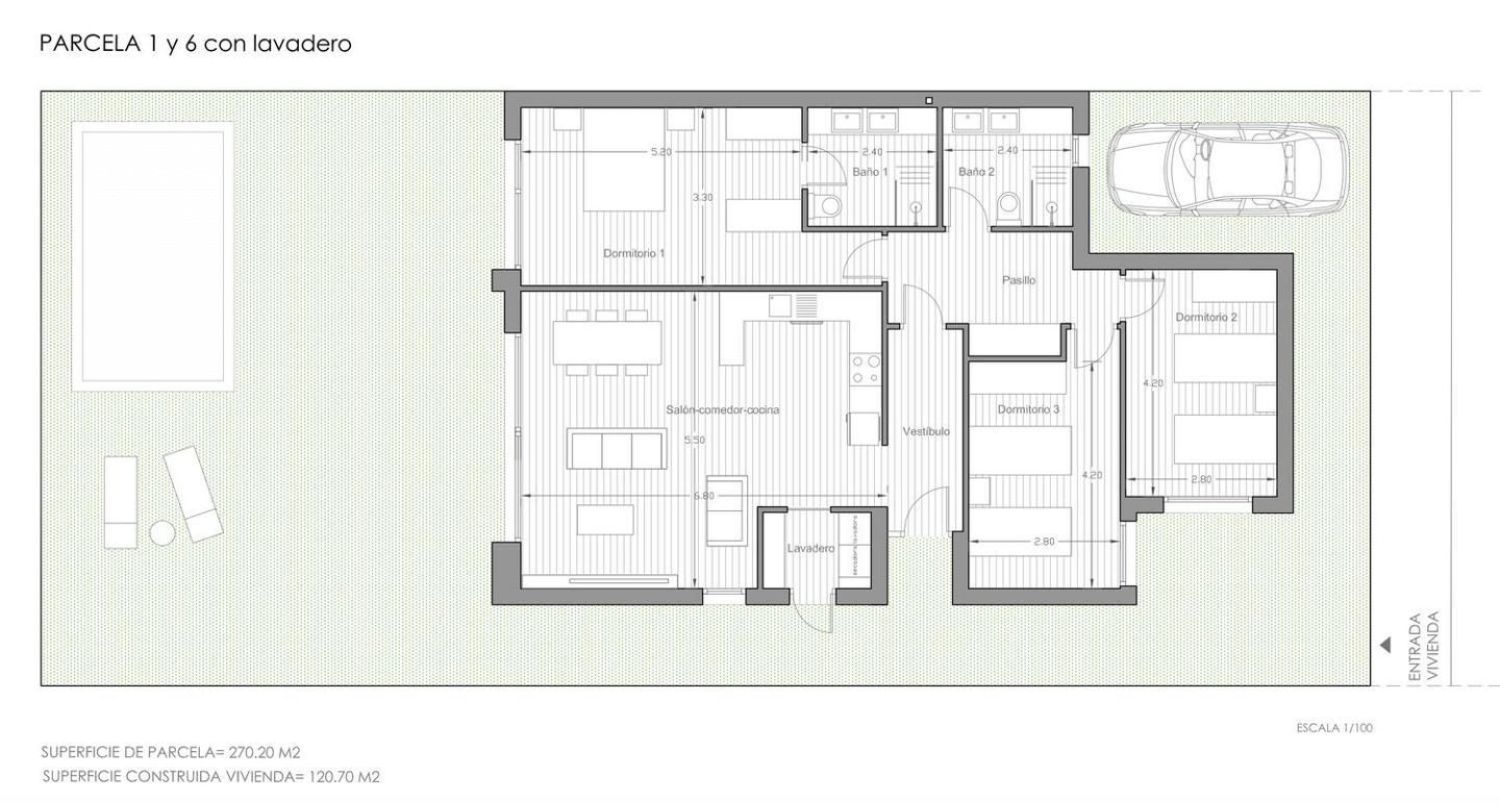 PARCELA 1 y 6 con lavadero
5.20
2.40
2.40
Baño 1
Baño 2
3.30
Dormitorio 1
Pasillo
Dormitorio 2
4.20
Salón-comedor-cocina
Dormitorio 3
Vestíbulo
5.50
4.20
2.80
6.80
2.80
Lavadero
secadora lavadora
ENTRADA
VIVIENDA
ESCALA 1/100
SUPERFICIE DE PARCELA= 270.20 M2
SUPERFICIE CONSTRUIDA VIVIENDA= 120.70 M2